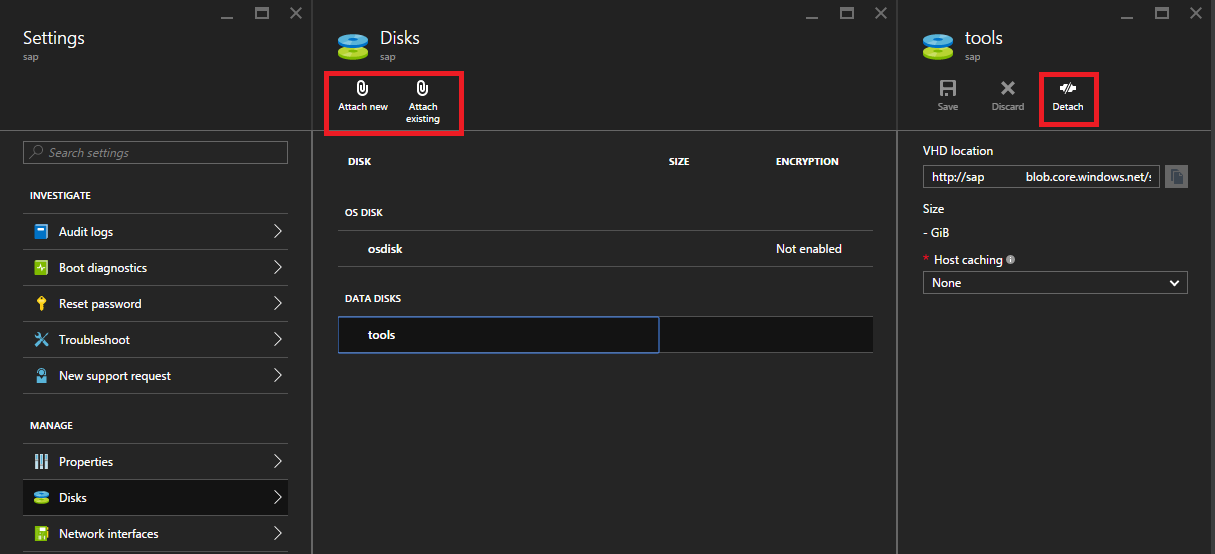 Settings
sap
Search settings
INVESTIGATE
Audit logs
Boot diagnostics
Reset password
Troubleshoot
New support request
MANAGE
Properties
Disks
Network interfaces
Disks
sap
Attach new
Attach
existing
DISK SIZE ENCRYPTION
OS DISK
osdisk Not enabled
DATA DISKS
tools
tools
sap
Save Discard Detach
VHD location
http://sap blob.core.windows.net/s
Size
- GiB
* Host caching
None